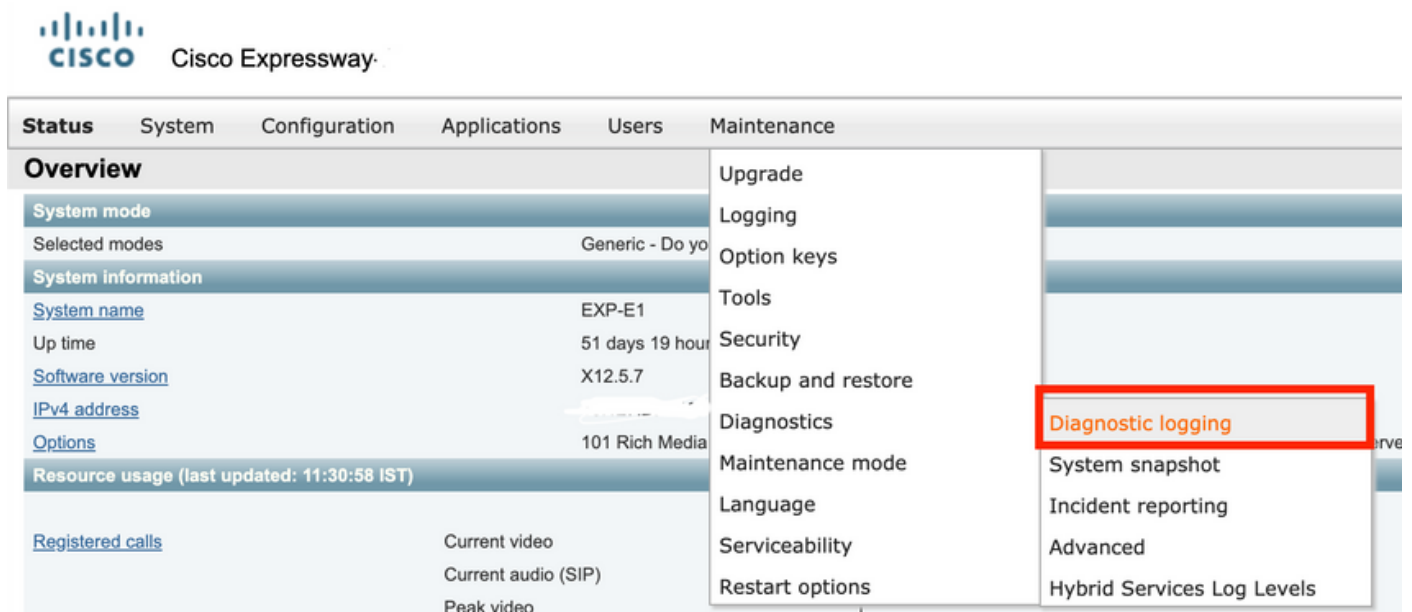 CISCO Cisco Expressway
Status System Configuration Applications Users Maintenance
Overview
System mode
Selected modes Generic - Do yo
System information
System name EXP-E1
Up time 51 days 19 hour
Software version X12.5.7
IPv4 address
Options 101 Rich Media
Resource usage (last updated: 11:30:58 IST)
Registered calls Current video
Current audio (SIP)
Peak video
Upgrade
Logging
Option keys
Tools
Security
Backup and restore
Diagnostics
Maintenance mode
Language
Serviceability
Restart options
Diagnostic logging
System snapshot
Incident reporting
Advanced
Hybrid Services Log Levels